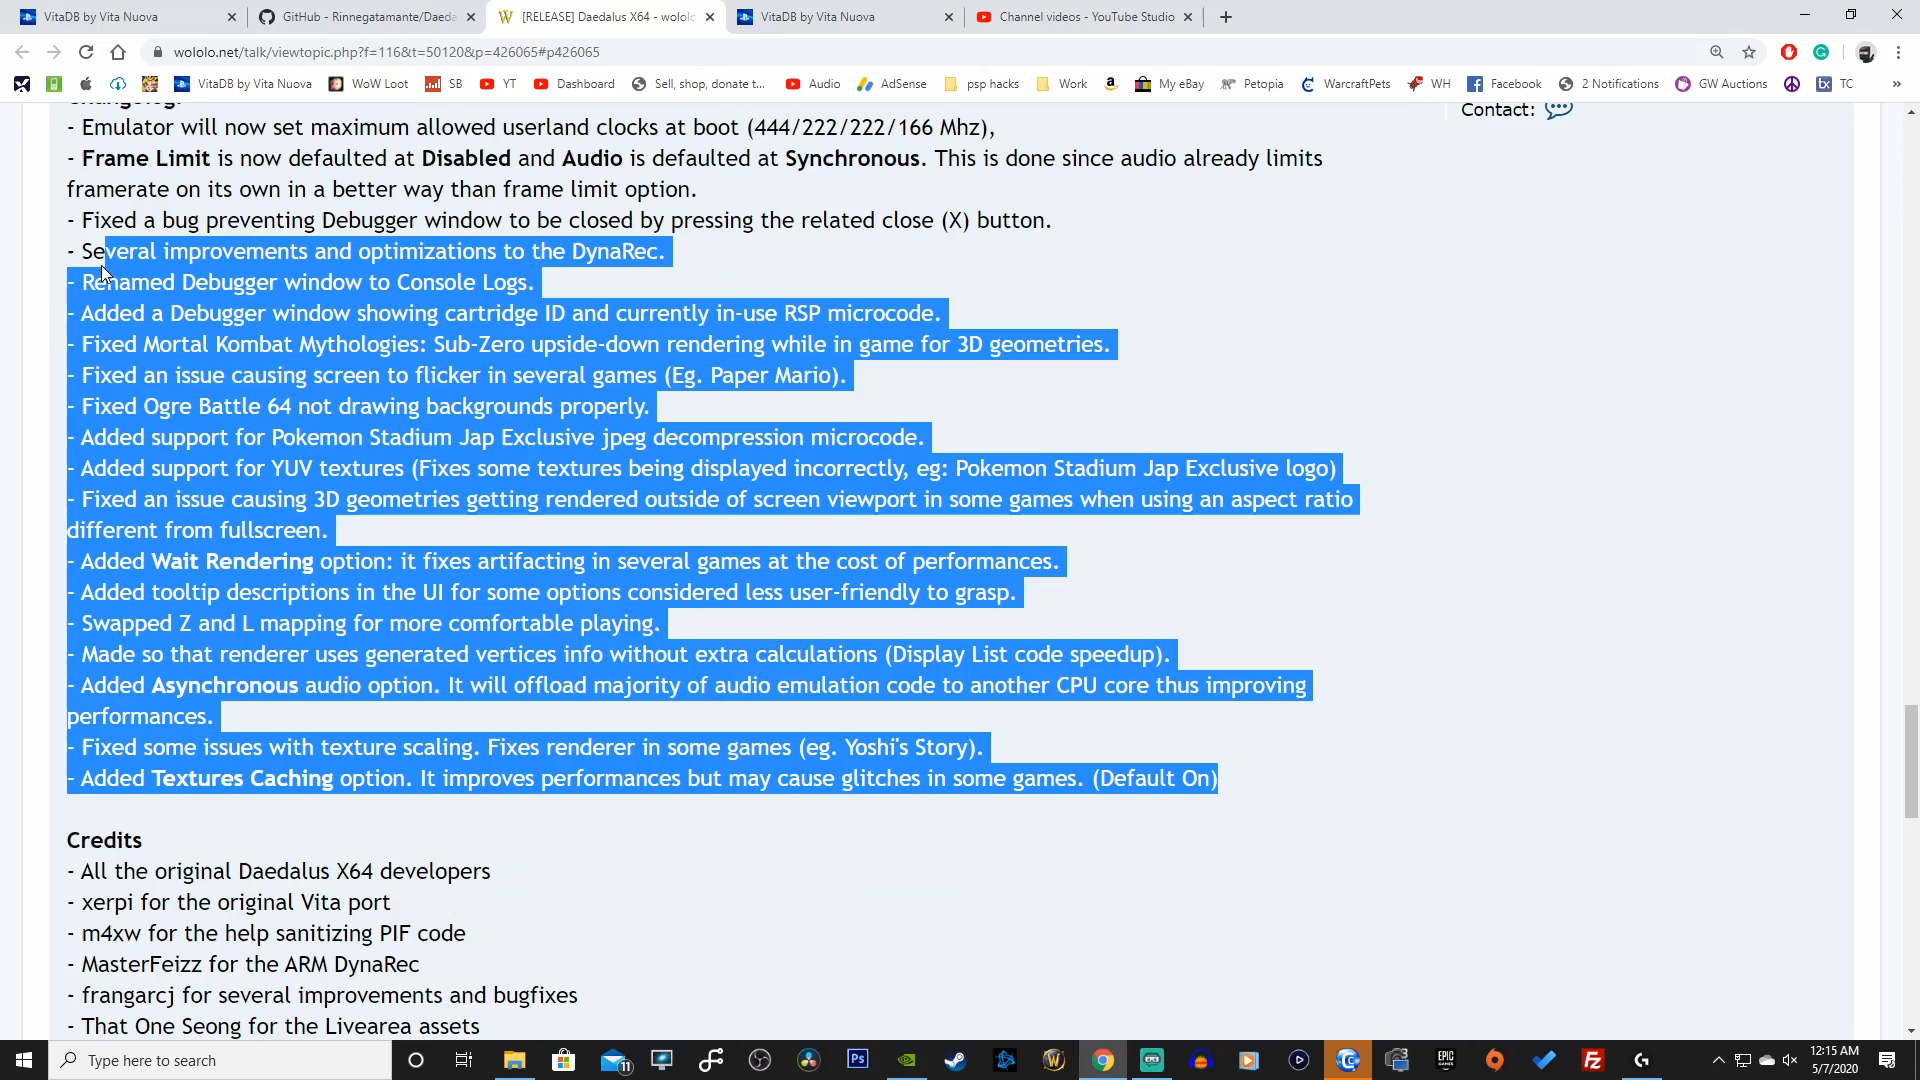 VitaDB by Vita Nuova
GitHub - Rinnegatamante/Daeda
[RELEASE] Daedalus X64 - wololo
VitaDB by Vita Nuova
Channel videos - YouTube Studio
wololo.net/talk/viewtopic.php?f=116&t=50120&p=426065#p426065
VitaDB by Vita Nuova WoW Loot SB YT Dashboard Sell, shop, donate t... Audio AdSense psp hacks Work My eBay Petopia WarcraftPets WH Facebook 2 Notifications GW Auctions TC »
Changelog:
Contact:
- Emulator will now set maximum allowed userland clocks at boot (444/222/222/166 Mhz),
- Frame Limit is now defaulted at Disabled and Audio is defaulted at Synchronous. This is done since audio already limits
framerate on its own in a better way than frame limit option.
- Fixed a bug preventing Debugger window to be closed by pressing the related close (X) button.
- Several improvements and optimizations to the DynaRec.
- Renamed Debugger window to Console Logs.
- Added a Debugger window showing cartridge ID and currently in-use RSP microcode.
- Fixed Mortal Kombat Mythologies: Sub-Zero upside-down rendering while in game for 3D geometries.
- Fixed an issue causing screen to flicker in several games (Eg. Paper Mario).
- Fixed Ogre Battle 64 not drawing backgrounds properly.
- Added support for Pokemon Stadium Jap Exclusive jpeg decompression microcode.
- Added support for YUV textures (Fixes some textures being displayed incorrectly, eg: Pokemon Stadium Jap Exclusive logo)
- Fixed an issue causing 3D geometries getting rendered outside of screen viewport in some games when using an aspect ratio
different from fullscreen.
- Added Wait Rendering option: it fixes artifacting in several games at the cost of performances.
- Added tooltip descriptions in the UI for some options considered less user-friendly to grasp.
- Swapped Z and L mapping for more comfortable playing.
- Made so that renderer uses generated vertices info without extra calculations (Display List code speedup).
- Added Asynchronous audio option. It will offload majority of audio emulation code to another CPU core thus improving
performances.
- Fixed some issues with texture scaling. Fixes renderer in some games (eg. Yoshi's Story).
- Added Textures Caching option. It improves performances but may cause glitches in some games. (Default On)
Credits
- All the original Daedalus X64 developers
- xerpi for the original Vita port
- m4xw for the help sanitizing PIF code
- MasterFeizz for the ARM DynaRec
- frangarcj for several improvements and bugfixes
- That One Seong for the Livearea assets
Type here to search
11
Ps
EPIC GAMES
12:15 AM
5/7/2020